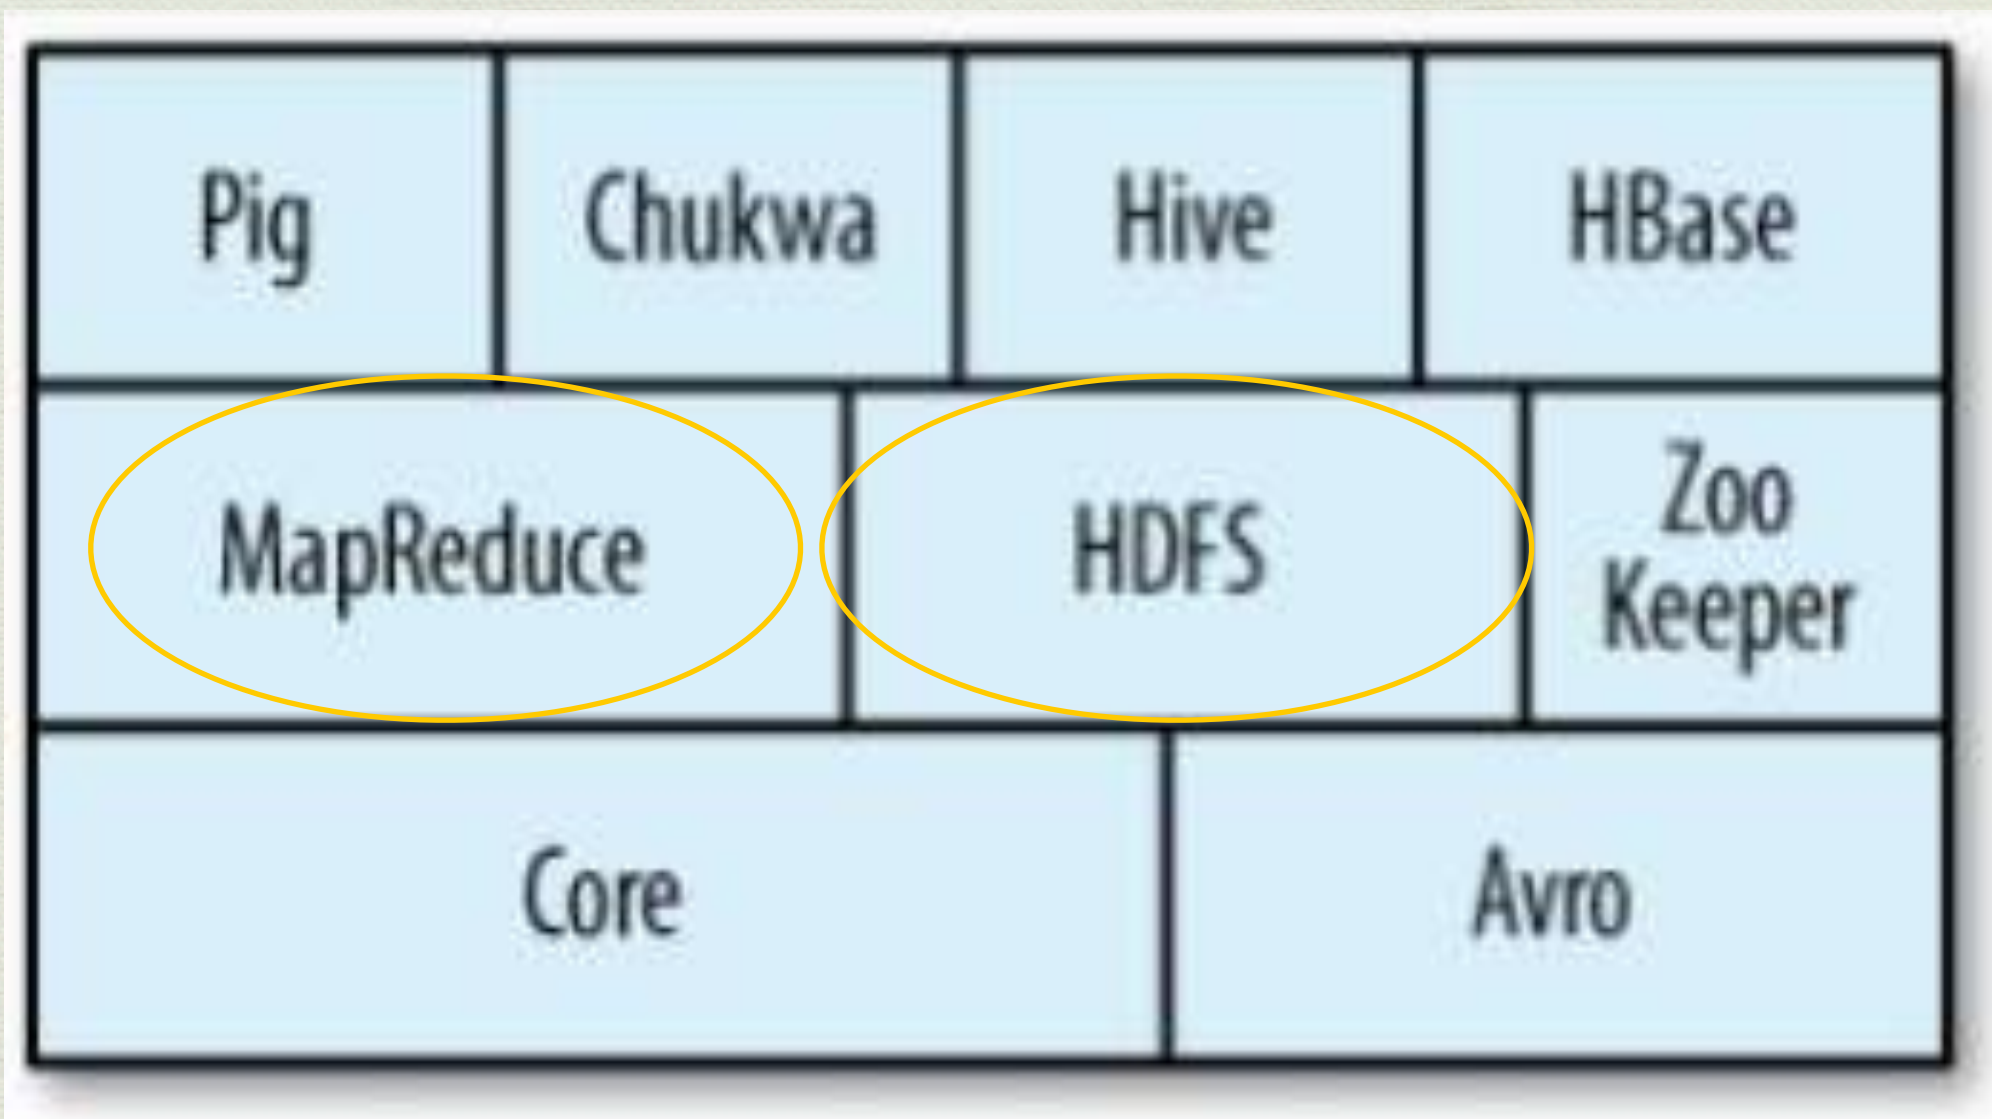 Pig
Chukwa
Hive
HBase
MapReduce
HDFS
Zoo
Keeper
Core
Avro